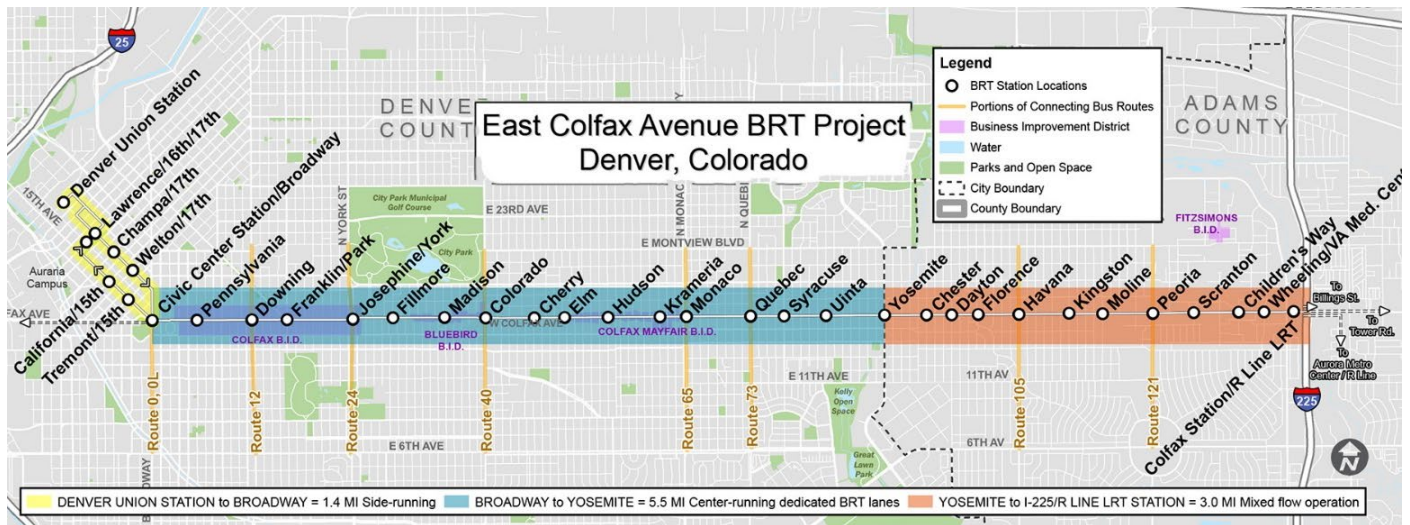 East Colfax Avenue BRT Project
Denver, Colorado
Legend
BRT Station Locations
Portions of Connecting Bus Routes
Business Improvement District
Water
Parks and Open Space
City Boundary
County Boundary
25
DENVE
COUNT
ADAMS
COUNTY
Denver Union Station
Lawrence/16th/17th
Champa/17th
Welton/17th
15TH AVE
Auraria
Campus
California/15th
Tremont/15th
FAX AVE
Civic Center Station/Broadway
Pennsylvania
Downing
Franklin/Park
Josephine/York
Fillmore
Madison
Colorado
Cherry
Elm
Hudson
Krameria
Monaco
Quebec
Syracuse
Uinta
Yosemite
Chester
Dayton
Florence
Havana
Kingston
Moline
Peoria
Scranton
Children's Way
Wheeling/VA Med. Cent
Colfax Station/R Line LRT
N YORK ST
City Park Municipal
Golf Course
City Park
E 23RD AVE
E MONTVIEW BLVD
N MONAC
N QUEB
FITZSIMONS
B.I.D.
COLFAX B.I.D.
BLUEBIRD
B.I.D.
W COLFAX AVE
COLFAX MAYFAIR B.I.D.
To
Billings St.
To
Tower Rd.
To
Aurora Metro
Center / R Line
E 11TH AVE
11TH AV
Kelly
Open
Space
E 6TH AVE
6TH AV
Great
Lawn
Park
Route 0, 0L
Route 12
Route 24
Route 40
Route 65
Route 73
Route 105
Route 121
225
N
DENVER UNION STATION to BROADWAY = 1.4 MI Side-running
BROADWAY to YOSEMITE = 5.5 MI Center-running dedicated BRT lanes
YOSEMITE to I-225/R LINE LRT STATION = 3.0 MI Mixed flow operation